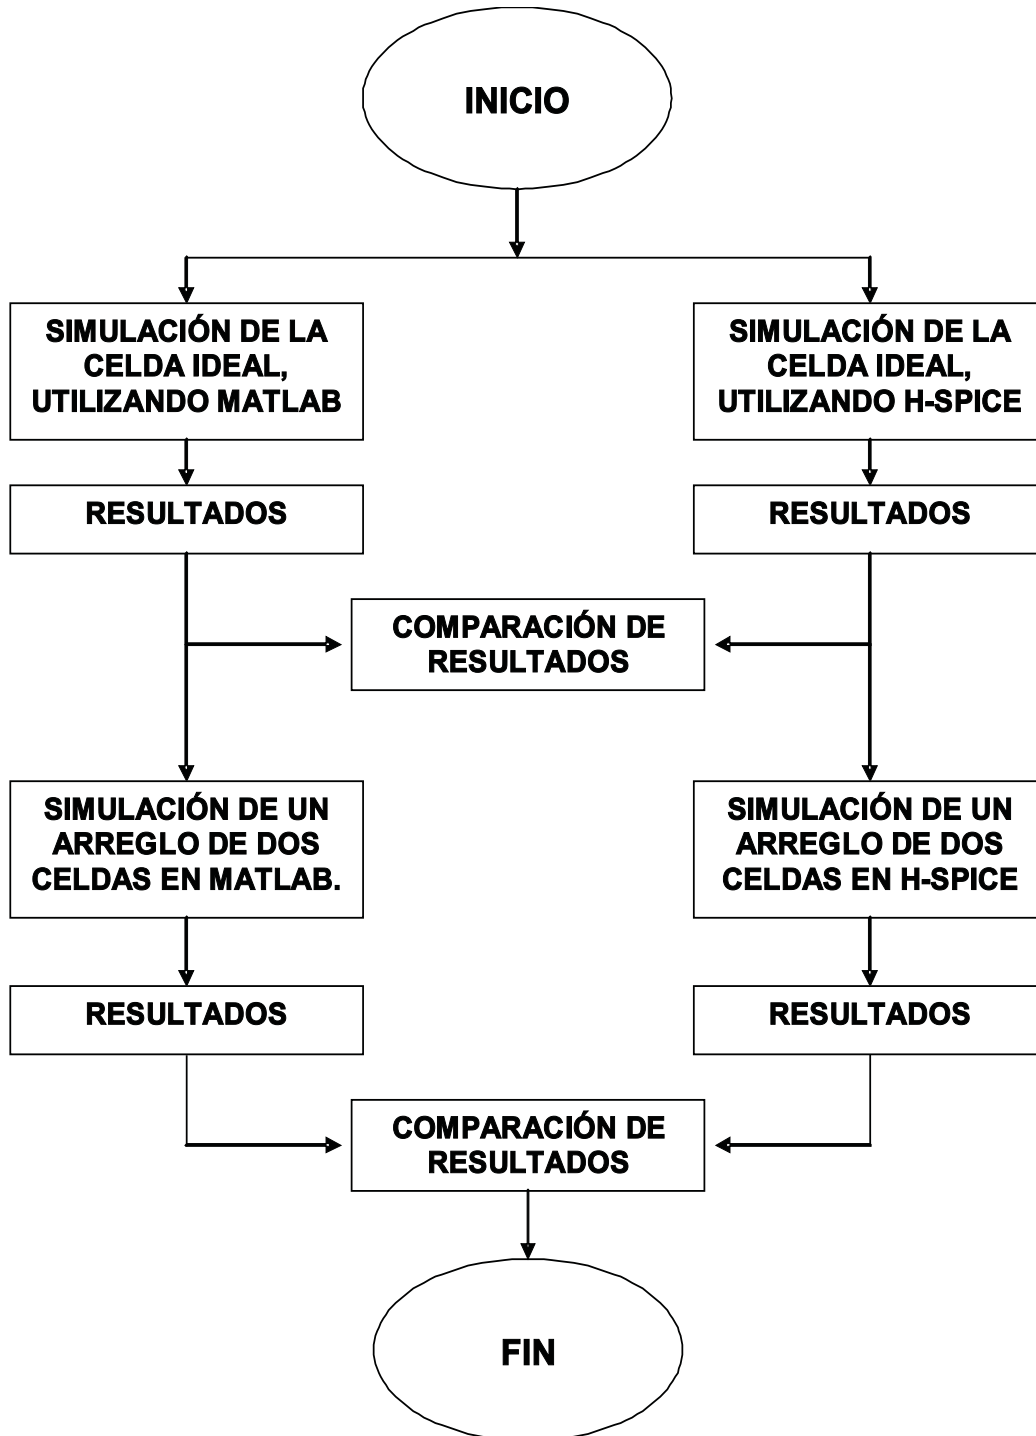 INICIO
SIMULACIÓN DE LA
CELDA IDEAL,
UTILIZANDO MATLAB
SIMULACIÓN DE LA
CELDA IDEAL,
UTILIZANDO H-SPICE
RESULTADOS
RESULTADOS
COMPARACIÓN DE
RESULTADOS
SIMULACIÓN DE UN
ARREGLO DE DOS
CELDAS EN MATLAB.
SIMULACIÓN DE UN
ARREGLO DE DOS
CELDAS EN H-SPICE
RESULTADOS
RESULTADOS
COMPARACIÓN DE
RESULTADOS
FIN